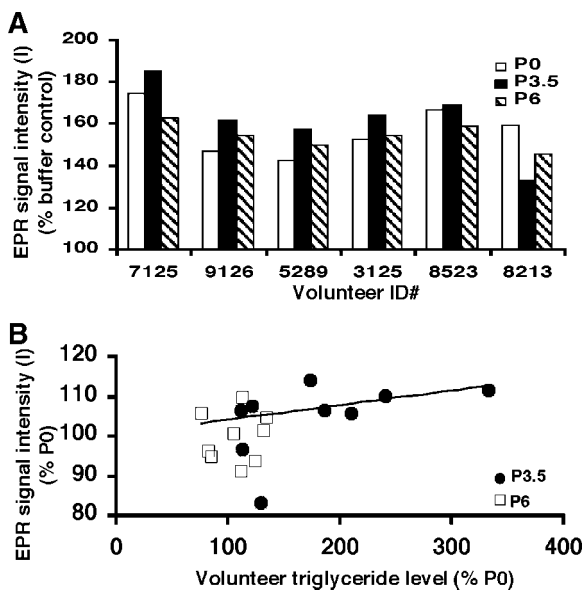 A
EPR signal intensity (I)
(% buffer control)
200
180
160
140
120
100
P0
P3.5
P6
7125 9126 5289 3125 8523 8213
Volunteer ID#
B
EPR signal intensity (I)
(% P0)
120
110
100
90
80
P3.5
P6
0 100 200 300 400
Volunteer triglyceride level (% P0)